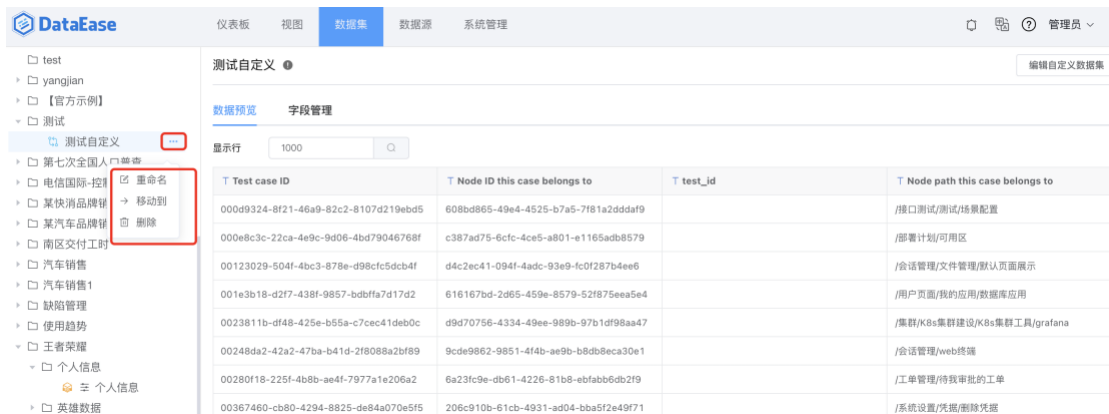 DataEase 仪表板 视图 数据集 数据源 系统管理 管理员
test
yangjian
【官方示例】
测试
测试自定义
第七次全国人口普查
电信国际-控制
某快消品牌销
某汽车品牌销
南区交付工时
汽车销售
汽车销售1
缺陷管理
使用趋势
王者荣耀
个人信息
个人信息
英雄数据
重命名
移动到
删除
测试自定义 编辑自定义数据集
数据预览 字段管理
显示行 1000
Test case ID Node ID this case belongs to test_id Node path this case belongs to
000d9324-8f21-46a9-82c2-8107d219ebd5 608bd865-49e4-4525-b7a5-7f81a2dddaf9 /接口测试/测试/场景配置
000e8c3c-22ca-4e9c-9d06-4bd79046768f c387ad75-6cfc-4ce5-a801-e1165adb8579 /部署计划/可用区
00123029-504f-4bc3-878e-d98cfc5dcb4f d4c2ec41-094f-4adc-93e9-fc0f287b4ee6 /会话管理/文件管理/默认页面展示
001e3b18-d2f7-438f-9857-bdbffa7d17d2 616167bd-2d65-459e-8579-52f875eea5e4 /用户页面/我的应用/数据库应用
0023811b-df48-425e-b55a-c7cec41deb0c d9d70756-4334-49ee-989b-97b1df98aa47 /集群/K8s集群建设/K8s集群工具/grafana
00248da2-42a2-47ba-b41d-2f8088a2bf89 9cde9862-9851-4f4b-ae9b-b8db8eca30e1 /会话管理/web终端
00280f18-225f-4b8b-ae4f-7977a1e206a2 6a23fc9e-db61-4226-81b8-ebfabb6db2f9 /工单管理/待我审批的工单
00367460-cb80-4294-8825-de84a070e5f5 206c910b-61cb-4931-ad04-bba5f2e49f71 /系统设置/凭据/删除凭据